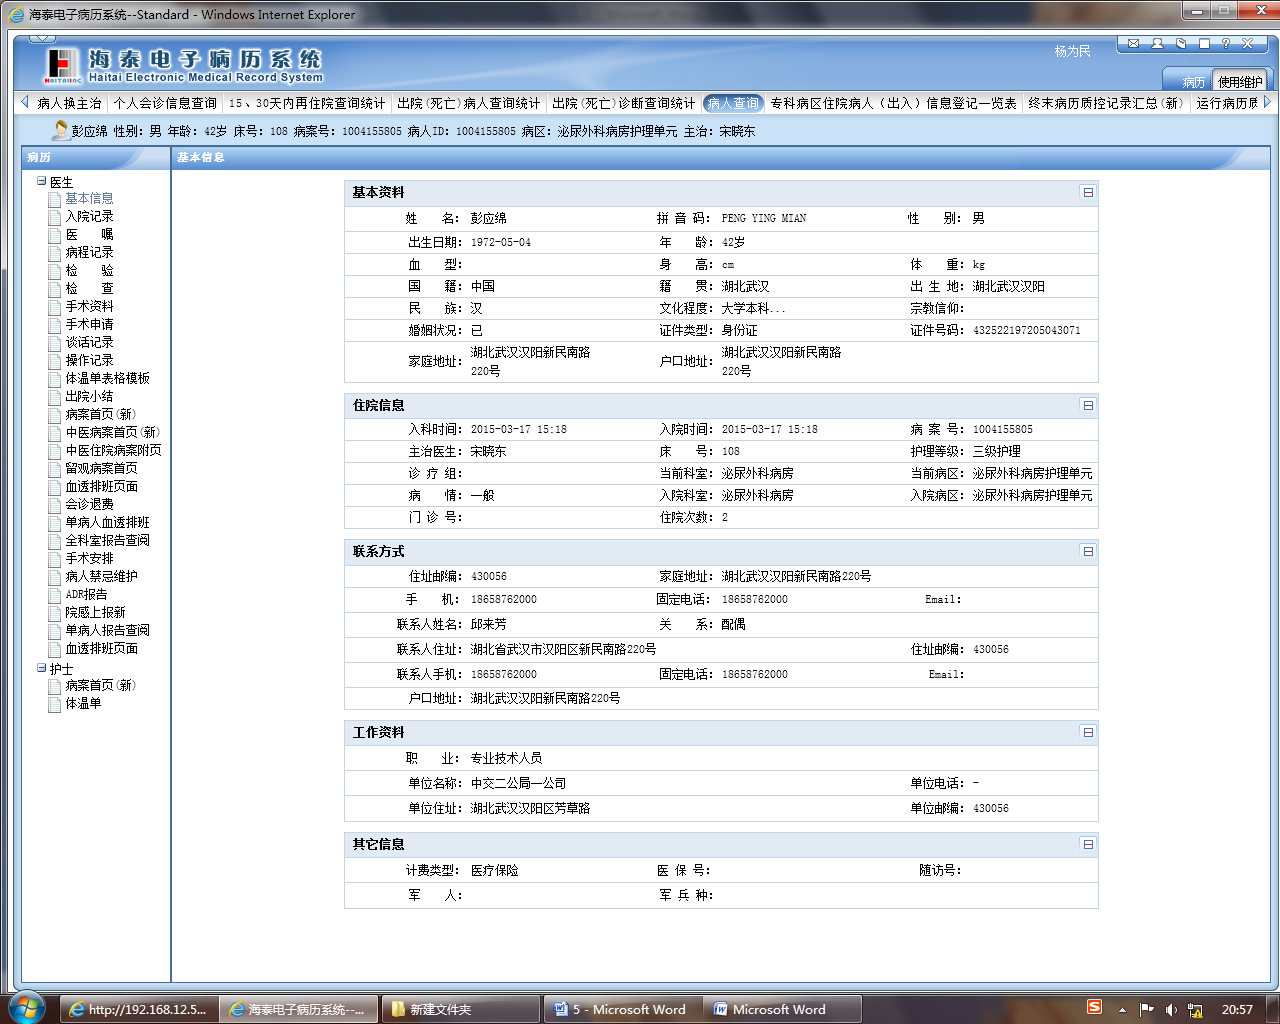 海泰电子病历系统--Standard - Windows Internet Explorer
海泰电子病历系统
Haitai Electronic Medical Record System
HAITAIINC
杨为民
病历 使用维护
病人换主治 个人会诊信息查询 15、30天内再住院查询统计 出院(死亡)病人查询统计 出院(死亡)诊断查询统计 病人查询 专科病区住院病人（出入）信息登记一览表 终末病历质控记录汇总(新) 运行病历质
彭应绵 性别: 男 年龄: 42岁 床号: 108 病案号: 1004155805 病人ID: 1004155805 病区: 泌尿外科病房护理单元 主治: 宋晓东
病历
医生
基本信息
入院记录
医 嘱
病程记录
检 验
检 查
手术资料
手术申请
谈话记录
操作记录
体温单表格模板
出院小结
病案首页(新)
中医病案首页(新)
中医住院病案附页
留观病案首页
血透排班页面
会诊退费
单病人血透排班
全科室报告查阅
手术安排
病人禁忌维护
ADR报告
院感上报新
单病人报告查阅
血透排班页面
护士
病案首页(新)
体温单
基本信息
基本资料
姓 名: 彭应绵 拼 音 码: PENG YING MIAN 性 别: 男
出生日期: 1972-05-04 年 龄: 42岁
血 型: 身 高: cm 体 重: kg
国 籍: 中国 籍 贯: 湖北武汉 出 生 地: 湖北武汉汉阳
民 族: 汉 文化程度: 大学本科... 宗教信仰:
婚姻状况: 已 证件类型: 身份证 证件号码: 432522197205043071
家庭地址: 湖北武汉汉阳新民南路220号 户口地址: 湖北武汉汉阳新民南路220号
住院信息
入科时间: 2015-03-17 15:18 入院时间: 2015-03-17 15:18 病 案 号: 1004155805
主治医生: 宋晓东 床 号: 108 护理等级: 三级护理
诊 疗 组: 当前科室: 泌尿外科病房 当前病区: 泌尿外科病房护理单元
病 情: 一般 入院科室: 泌尿外科病房 入院病区: 泌尿外科病房护理单元
门 诊 号: 住院次数: 2
联系方式
住址邮编: 430056 家庭地址: 湖北武汉汉阳新民南路220号
手 机: 18658762000 固定电话: 18658762000 Email:
联系人姓名: 邱来芳 关 系: 配偶
联系人住址: 湖北省武汉市汉阳区新民南路220号 住址邮编: 430056
联系人手机: 18658762000 固定电话: 18658762000 Email:
户口地址: 湖北武汉汉阳新民南路220号
工作资料
职 业: 专业技术人员
单位名称: 中交二公局一公司 单位电话: -
单位住址: 湖北武汉汉阳区芳草路 单位邮编: 430056
其它信息
计费类型: 医疗保险 医 保 号: 随访号:
军 人: 军 兵 种:
http://192.168.12.5... 海泰电子病历系统--... 新建文件夹 5 - Microsoft Word Microsoft Word 20:57